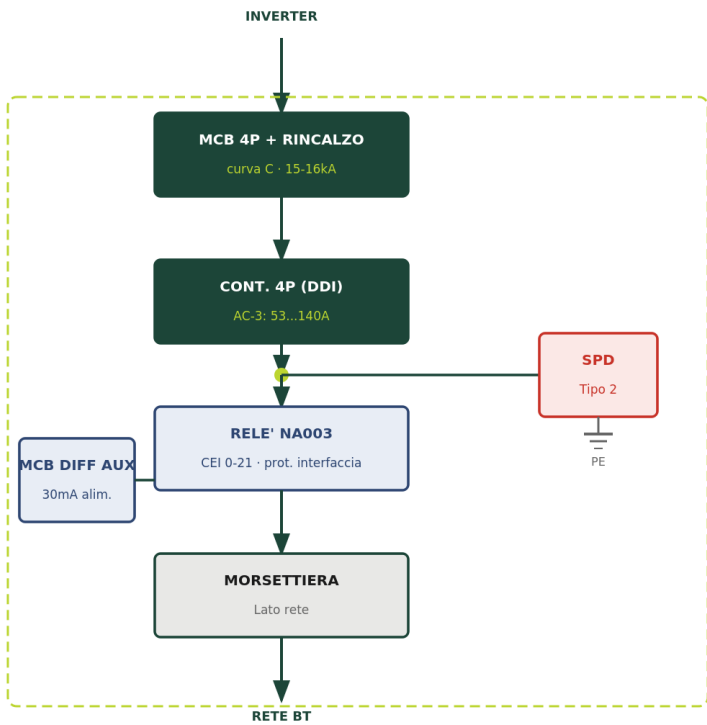 INVERTER
MCB 4P + RINCALZO
curva C · 15-16kA
CONT. 4P (DDI)
AC-3: 53...140A
SPD
Tipo 2
PE
RELE' NA003
CEI 0-21 · prot. interfaccia
MCB DIFF AUX
30mA alim.
MORSETTIERA
Lato rete
RETE BT